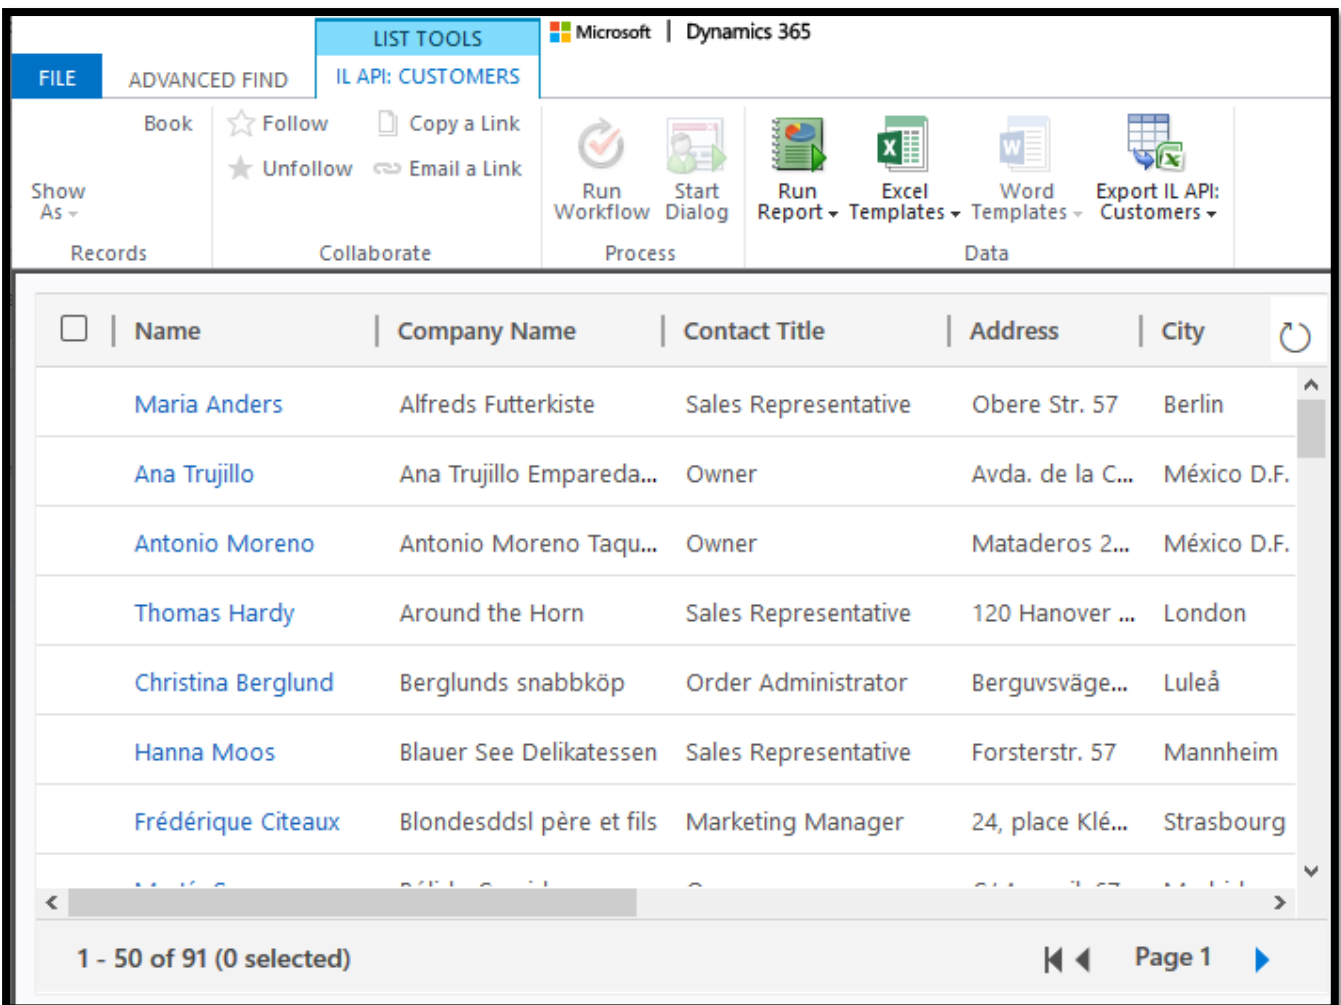 LIST TOOLS
Microsoft | Dynamics 365
FILE
ADVANCED FIND
IL API: CUSTOMERS
Book
Follow
Copy a Link
Unfollow
Email a Link
Show
As
Run
Workflow
Start
Dialog
Run
Report
Excel
Templates
Word
Templates
Export IL API:
Customers
Records
Collaborate
Process
Data
Name Company Name Contact Title Address City
Maria Anders Alfreds Futterkiste Sales Representative Obere Str. 57 Berlin
Ana Trujillo Ana Trujillo Empareda... Owner Avda. de la C... México D.F.
Antonio Moreno Antonio Moreno Taqu... Owner Mataderos 2... México D.F.
Thomas Hardy Around the Horn Sales Representative 120 Hanover ... London
Christina Berglund Berglunds snabbköp Order Administrator Berguvsväge... Luleå
Hanna Moos Blauer See Delikatessen Sales Representative Forsterstr. 57 Mannheim
Frédérique Citeaux Blondesddsl père et fils Marketing Manager 24, place Klé... Strasbourg
1 - 50 of 91 (0 selected) Page 1